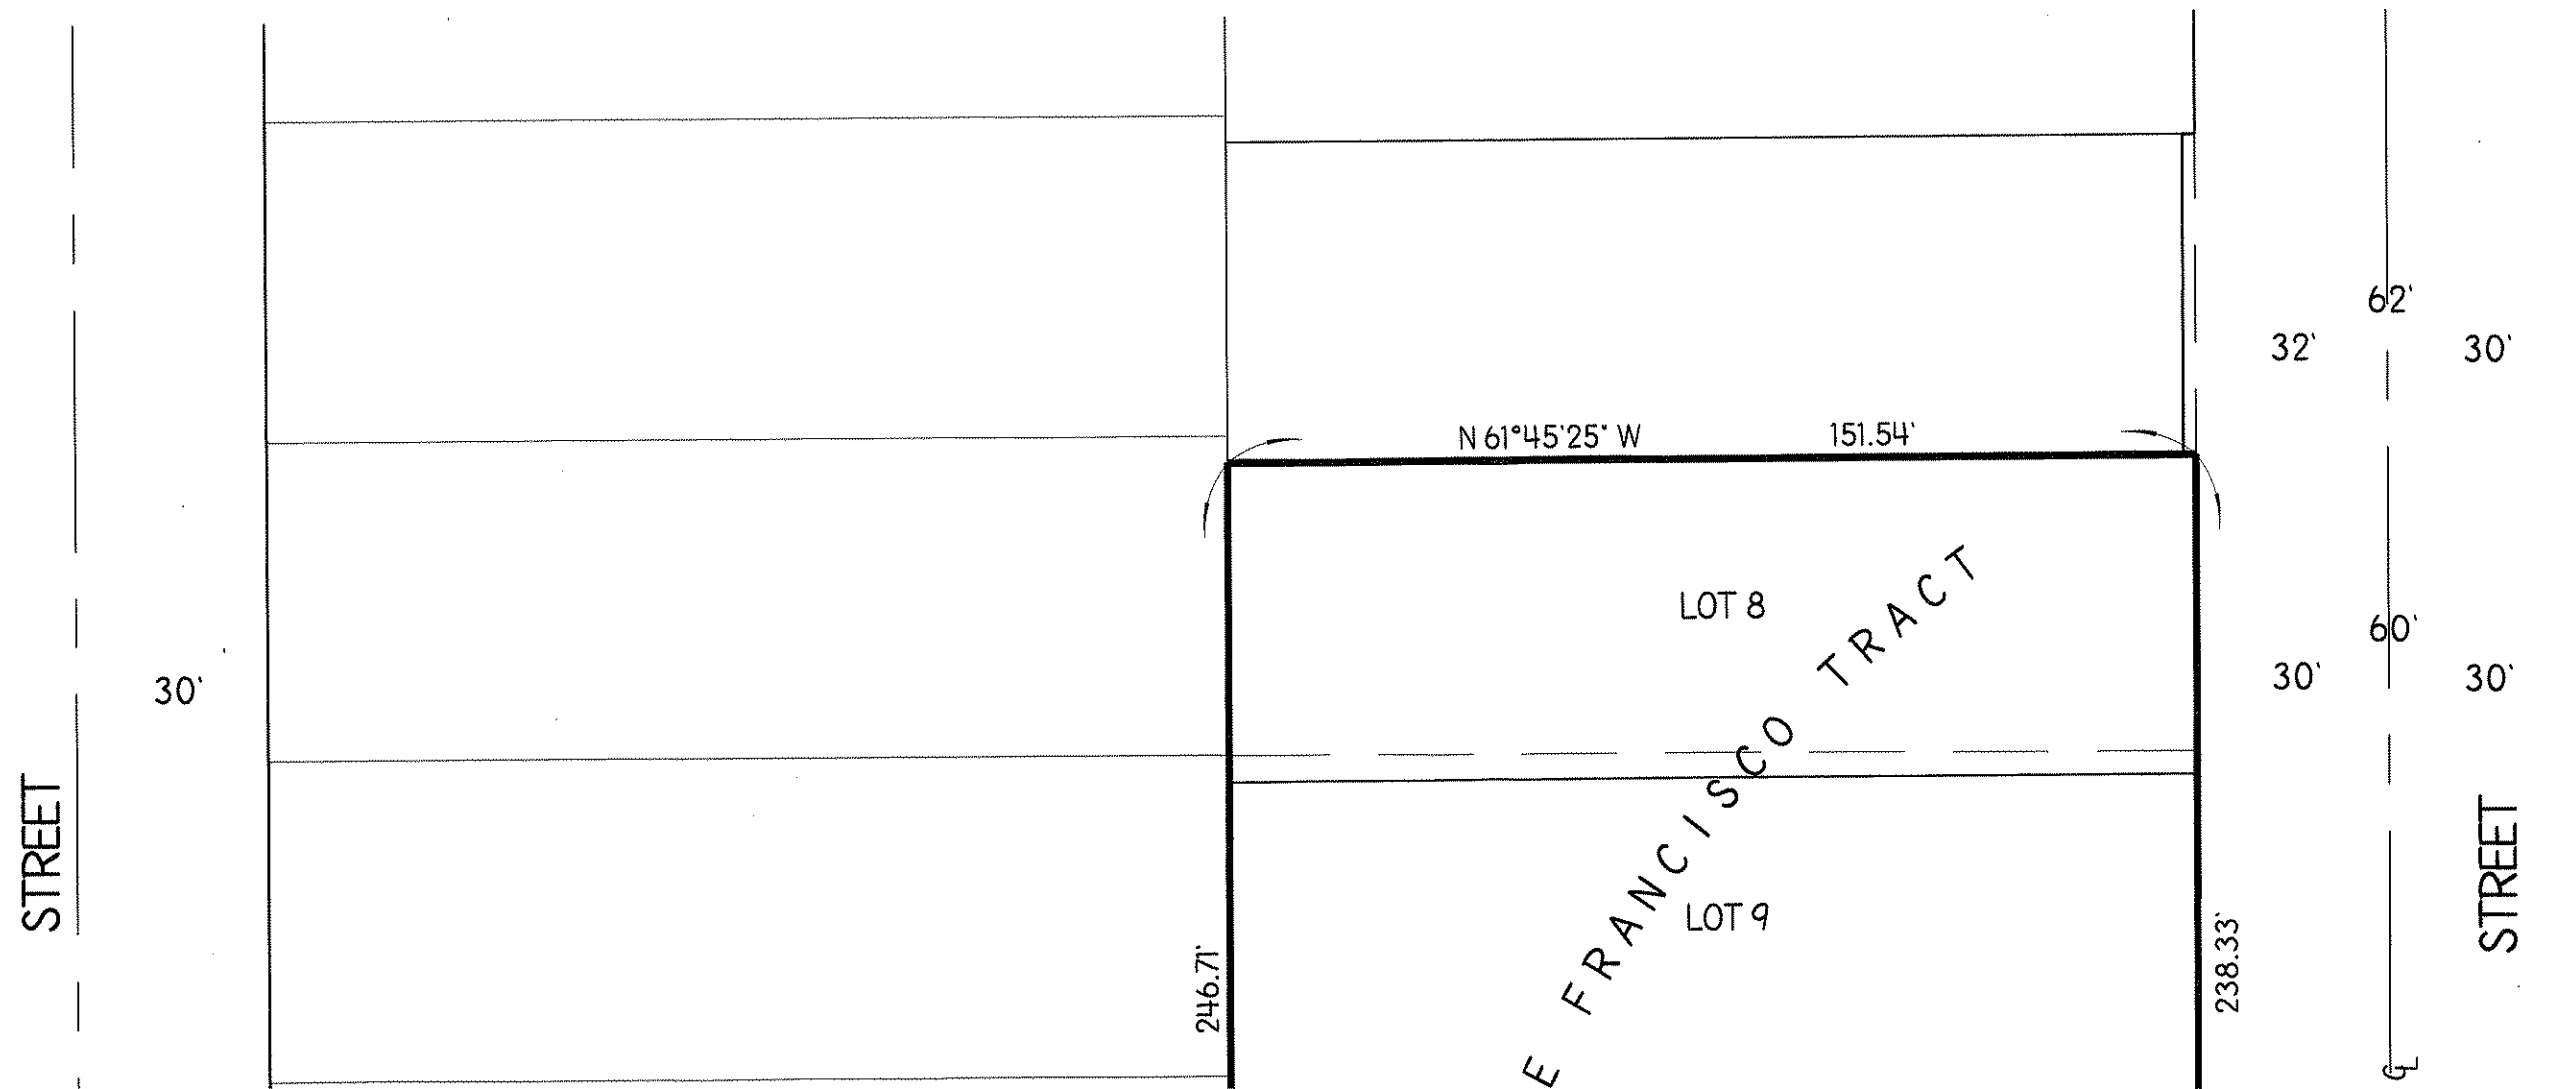 62'
32'
30'
N 61°45'25" W 151.54'
LOT 8
60'
30'
30'
30'
STREET
E FRANCISCO TRACT
LOT 9
246.71'
238.33'
STREET
℄